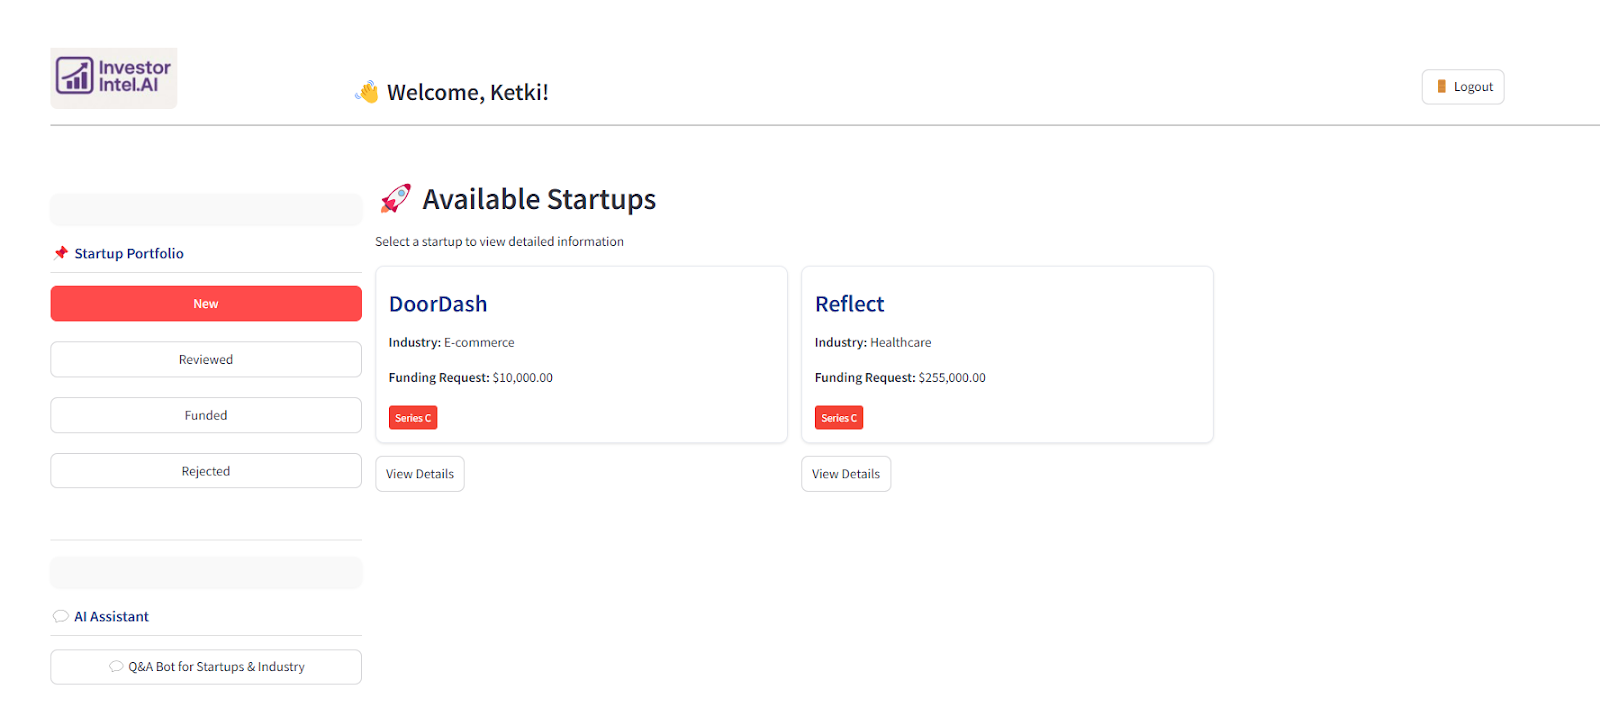 Investor
Intel.AI
👋 Welcome, Ketki!
Logout
🚀 Available Startups
Select a startup to view detailed information
📌 Startup Portfolio
New
Reviewed
Funded
Rejected
DoorDash
Industry: E-commerce
Funding Request: $10,000.00
Series C
View Details
Reflect
Industry: Healthcare
Funding Request: $255,000.00
Series C
View Details
AI Assistant
Q&A Bot for Startups & Industry